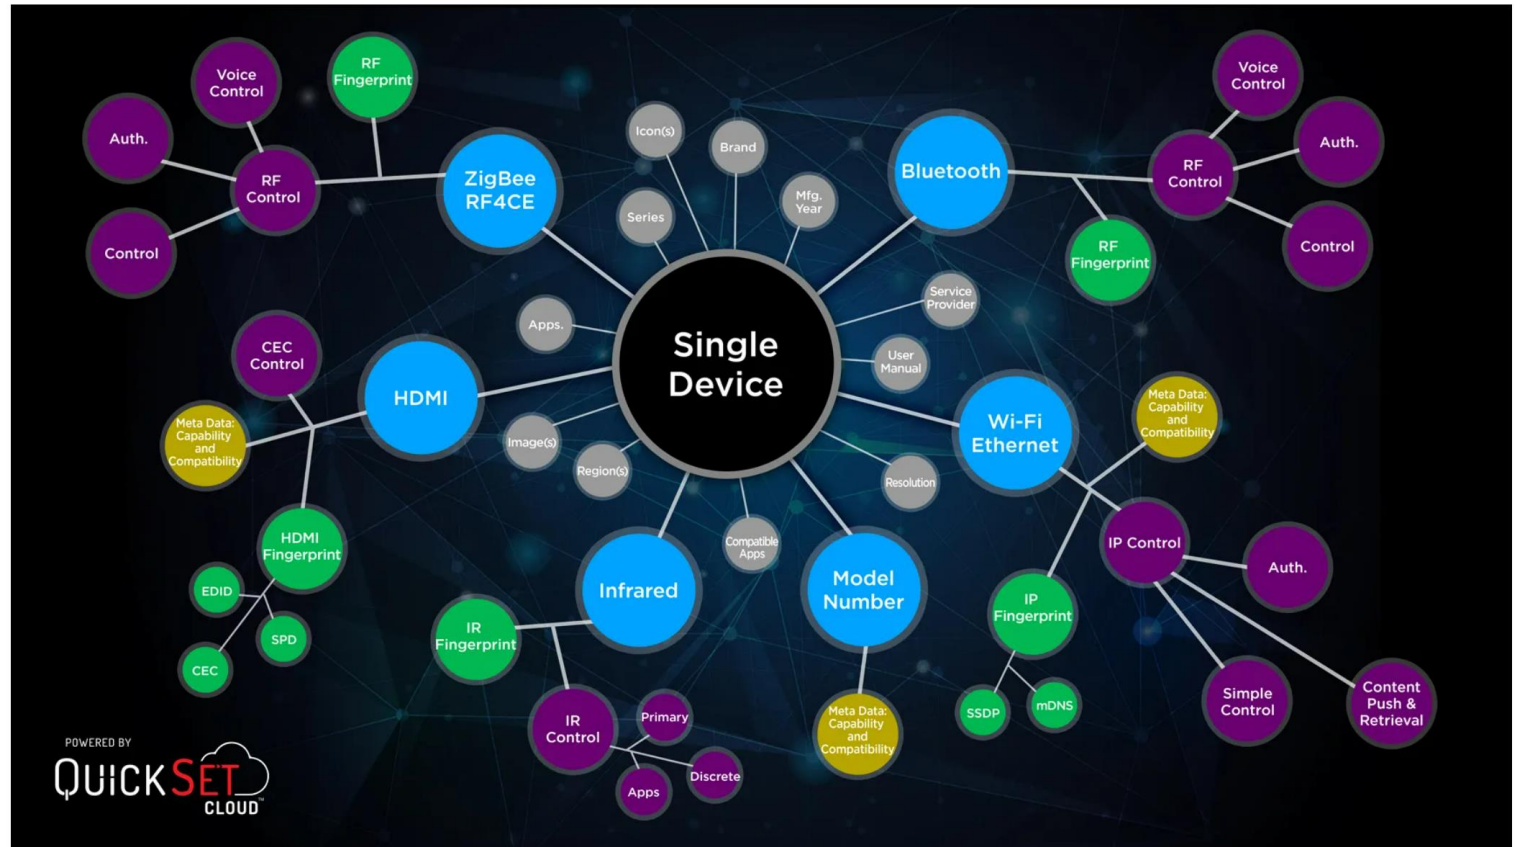 RF
Fingerprint
Voice
Control
Auth.
RF
Control
Control
ZigBee
RF4CE
Icon(s)
Brand
Series
Mfg.
Year
Bluetooth
Voice
Control
Auth.
RF
Control
Control
RF
Fingerprint
Service
Provider
User
Manual
Apps.
Single
Device
CEC
Control
HDMI
Meta Data:
Capability
and
Compatibility
Image(s)
Region(s)
HDMI
Fingerprint
EDID
SPD
CEC
Wi-Fi
Ethernet
Meta Data:
Capability
and
Compatibility
Resolution
Compatible
Apps
IP Control
Auth.
IP
Fingerprint
SSDP
mDNS
Simple
Control
Content
Push &
Retrieval
Infrared
IR
Fingerprint
IR
Control
Primary
Discrete
Apps
Model
Number
Meta Data:
Capability
and
Compatibility
POWERED BY
QUICKSET
CLOUD™